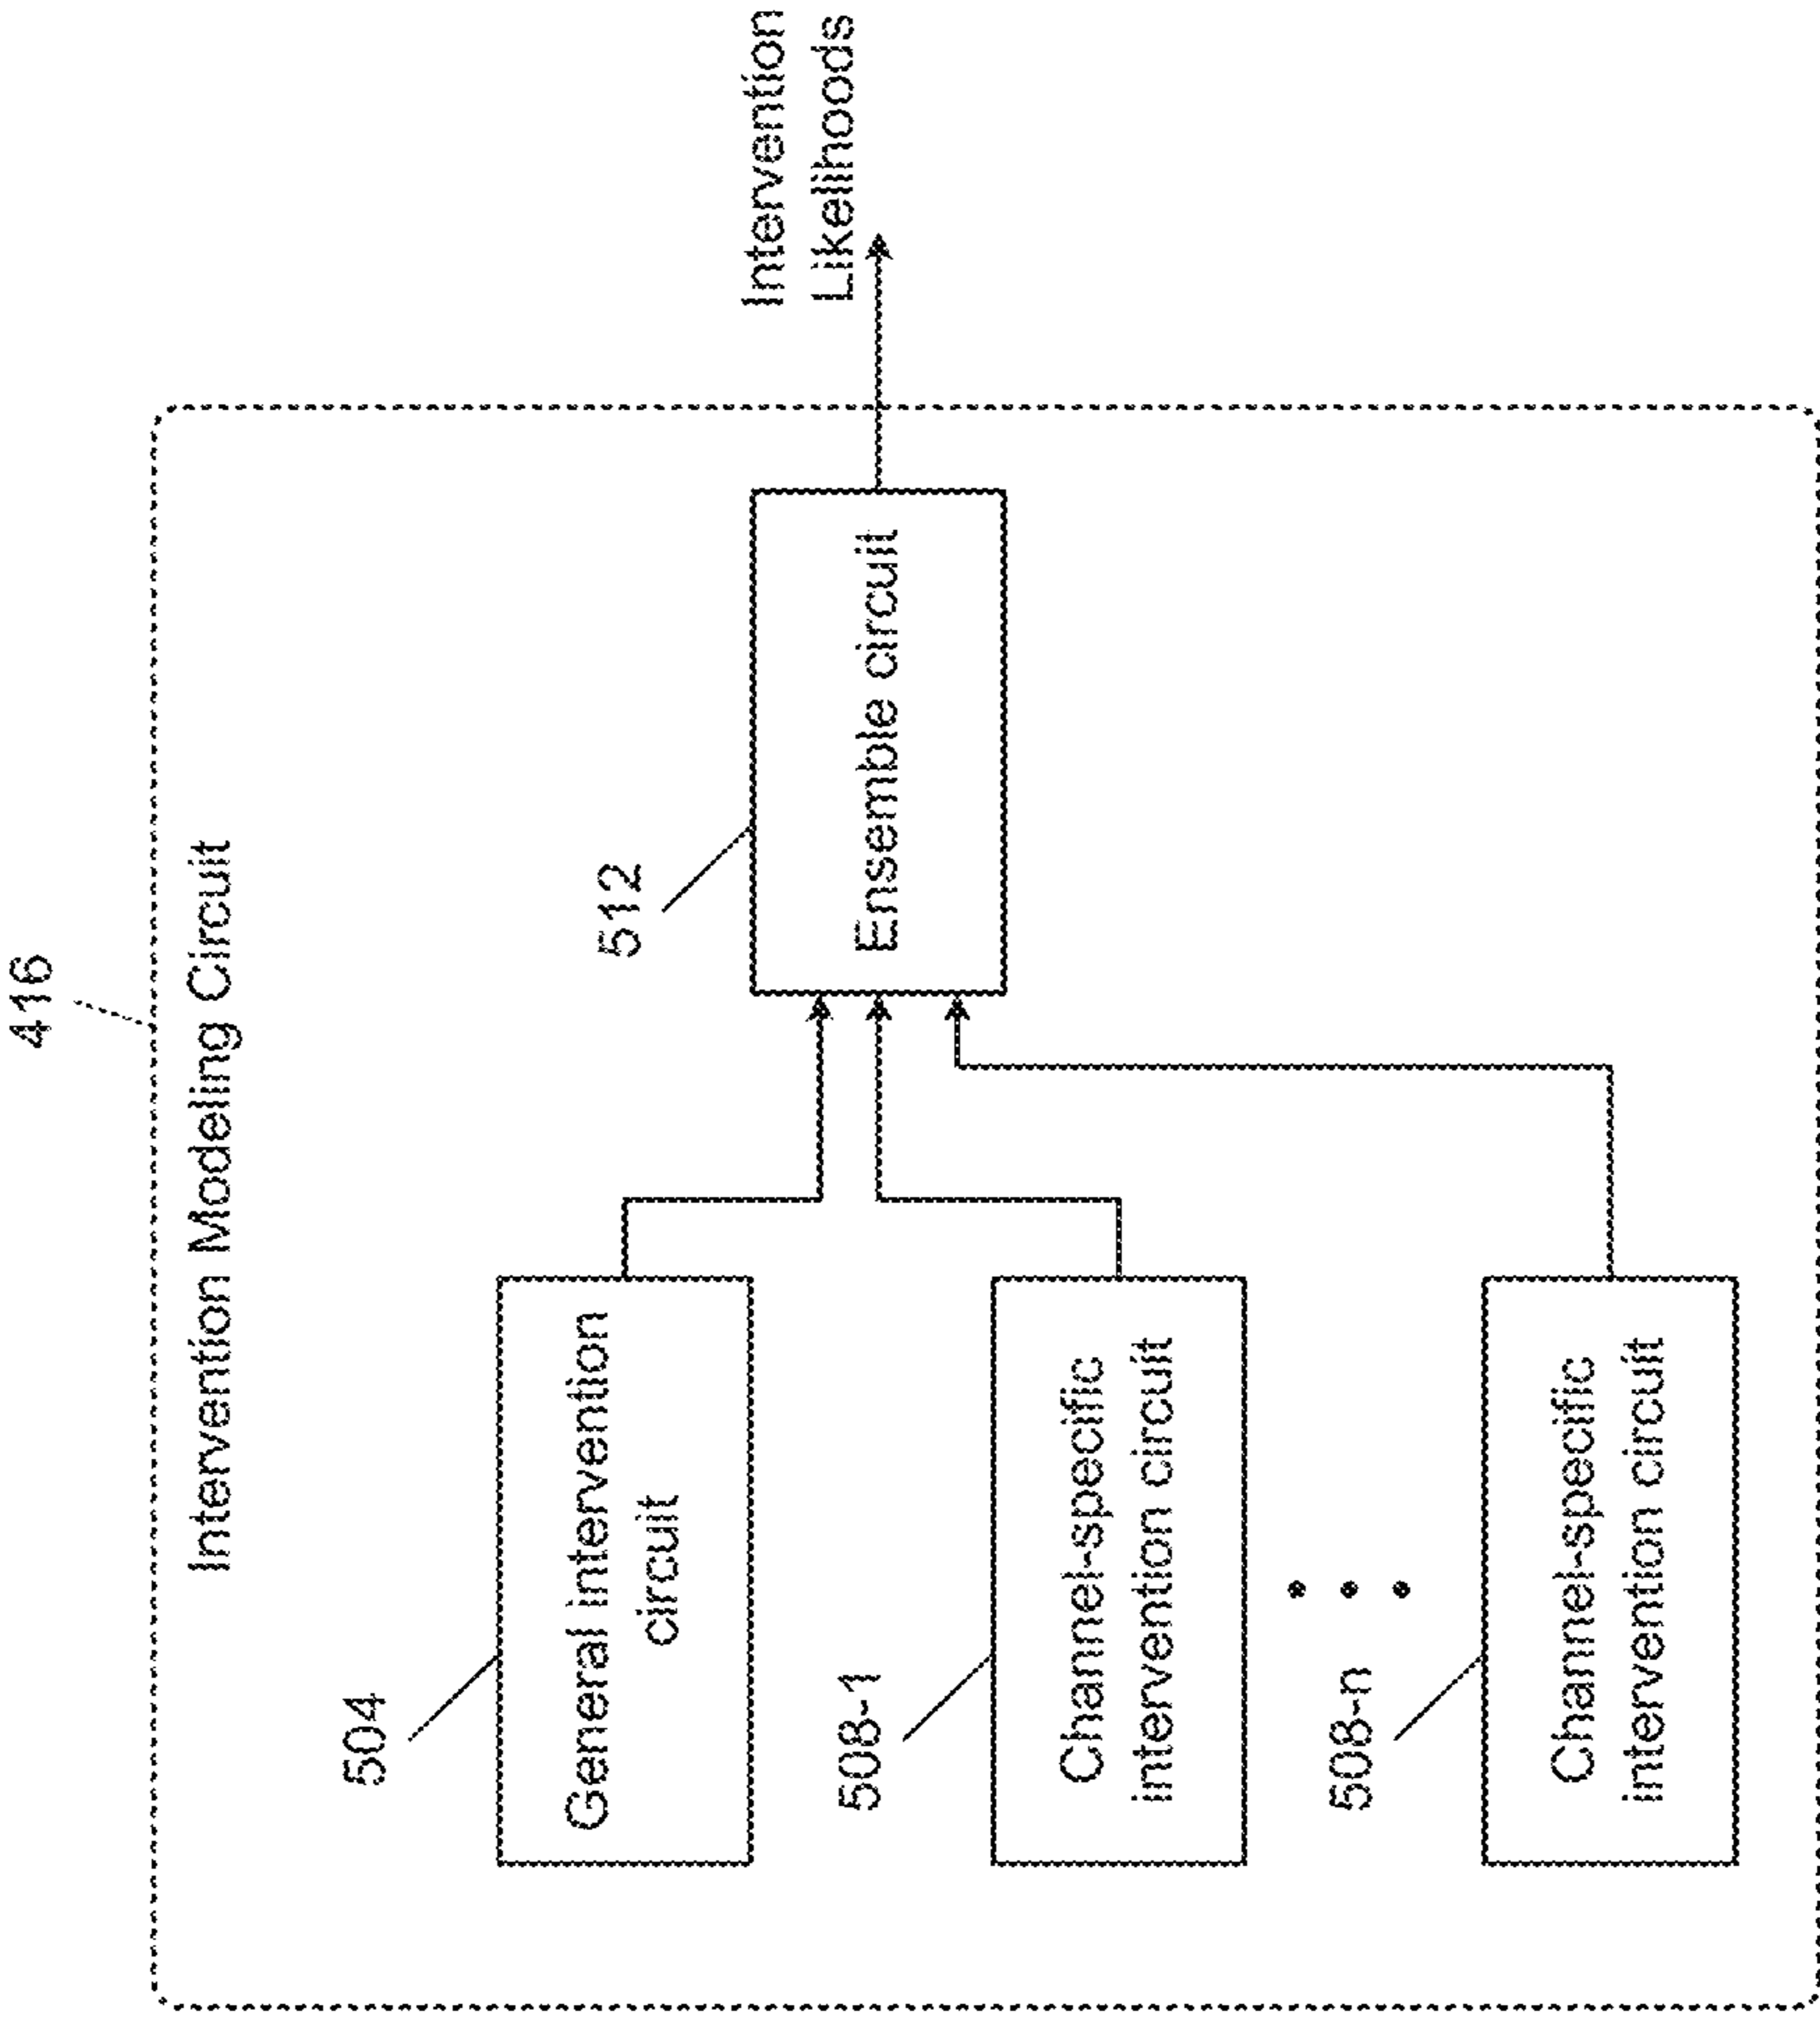 416
Intervention Modeling Circuit
504
General intervention
circuit
508-1
Channel-specific
intervention circuit
508-n
Channel-specific
intervention circuit
512
Ensemble circuit
Intervention
Likelihoods